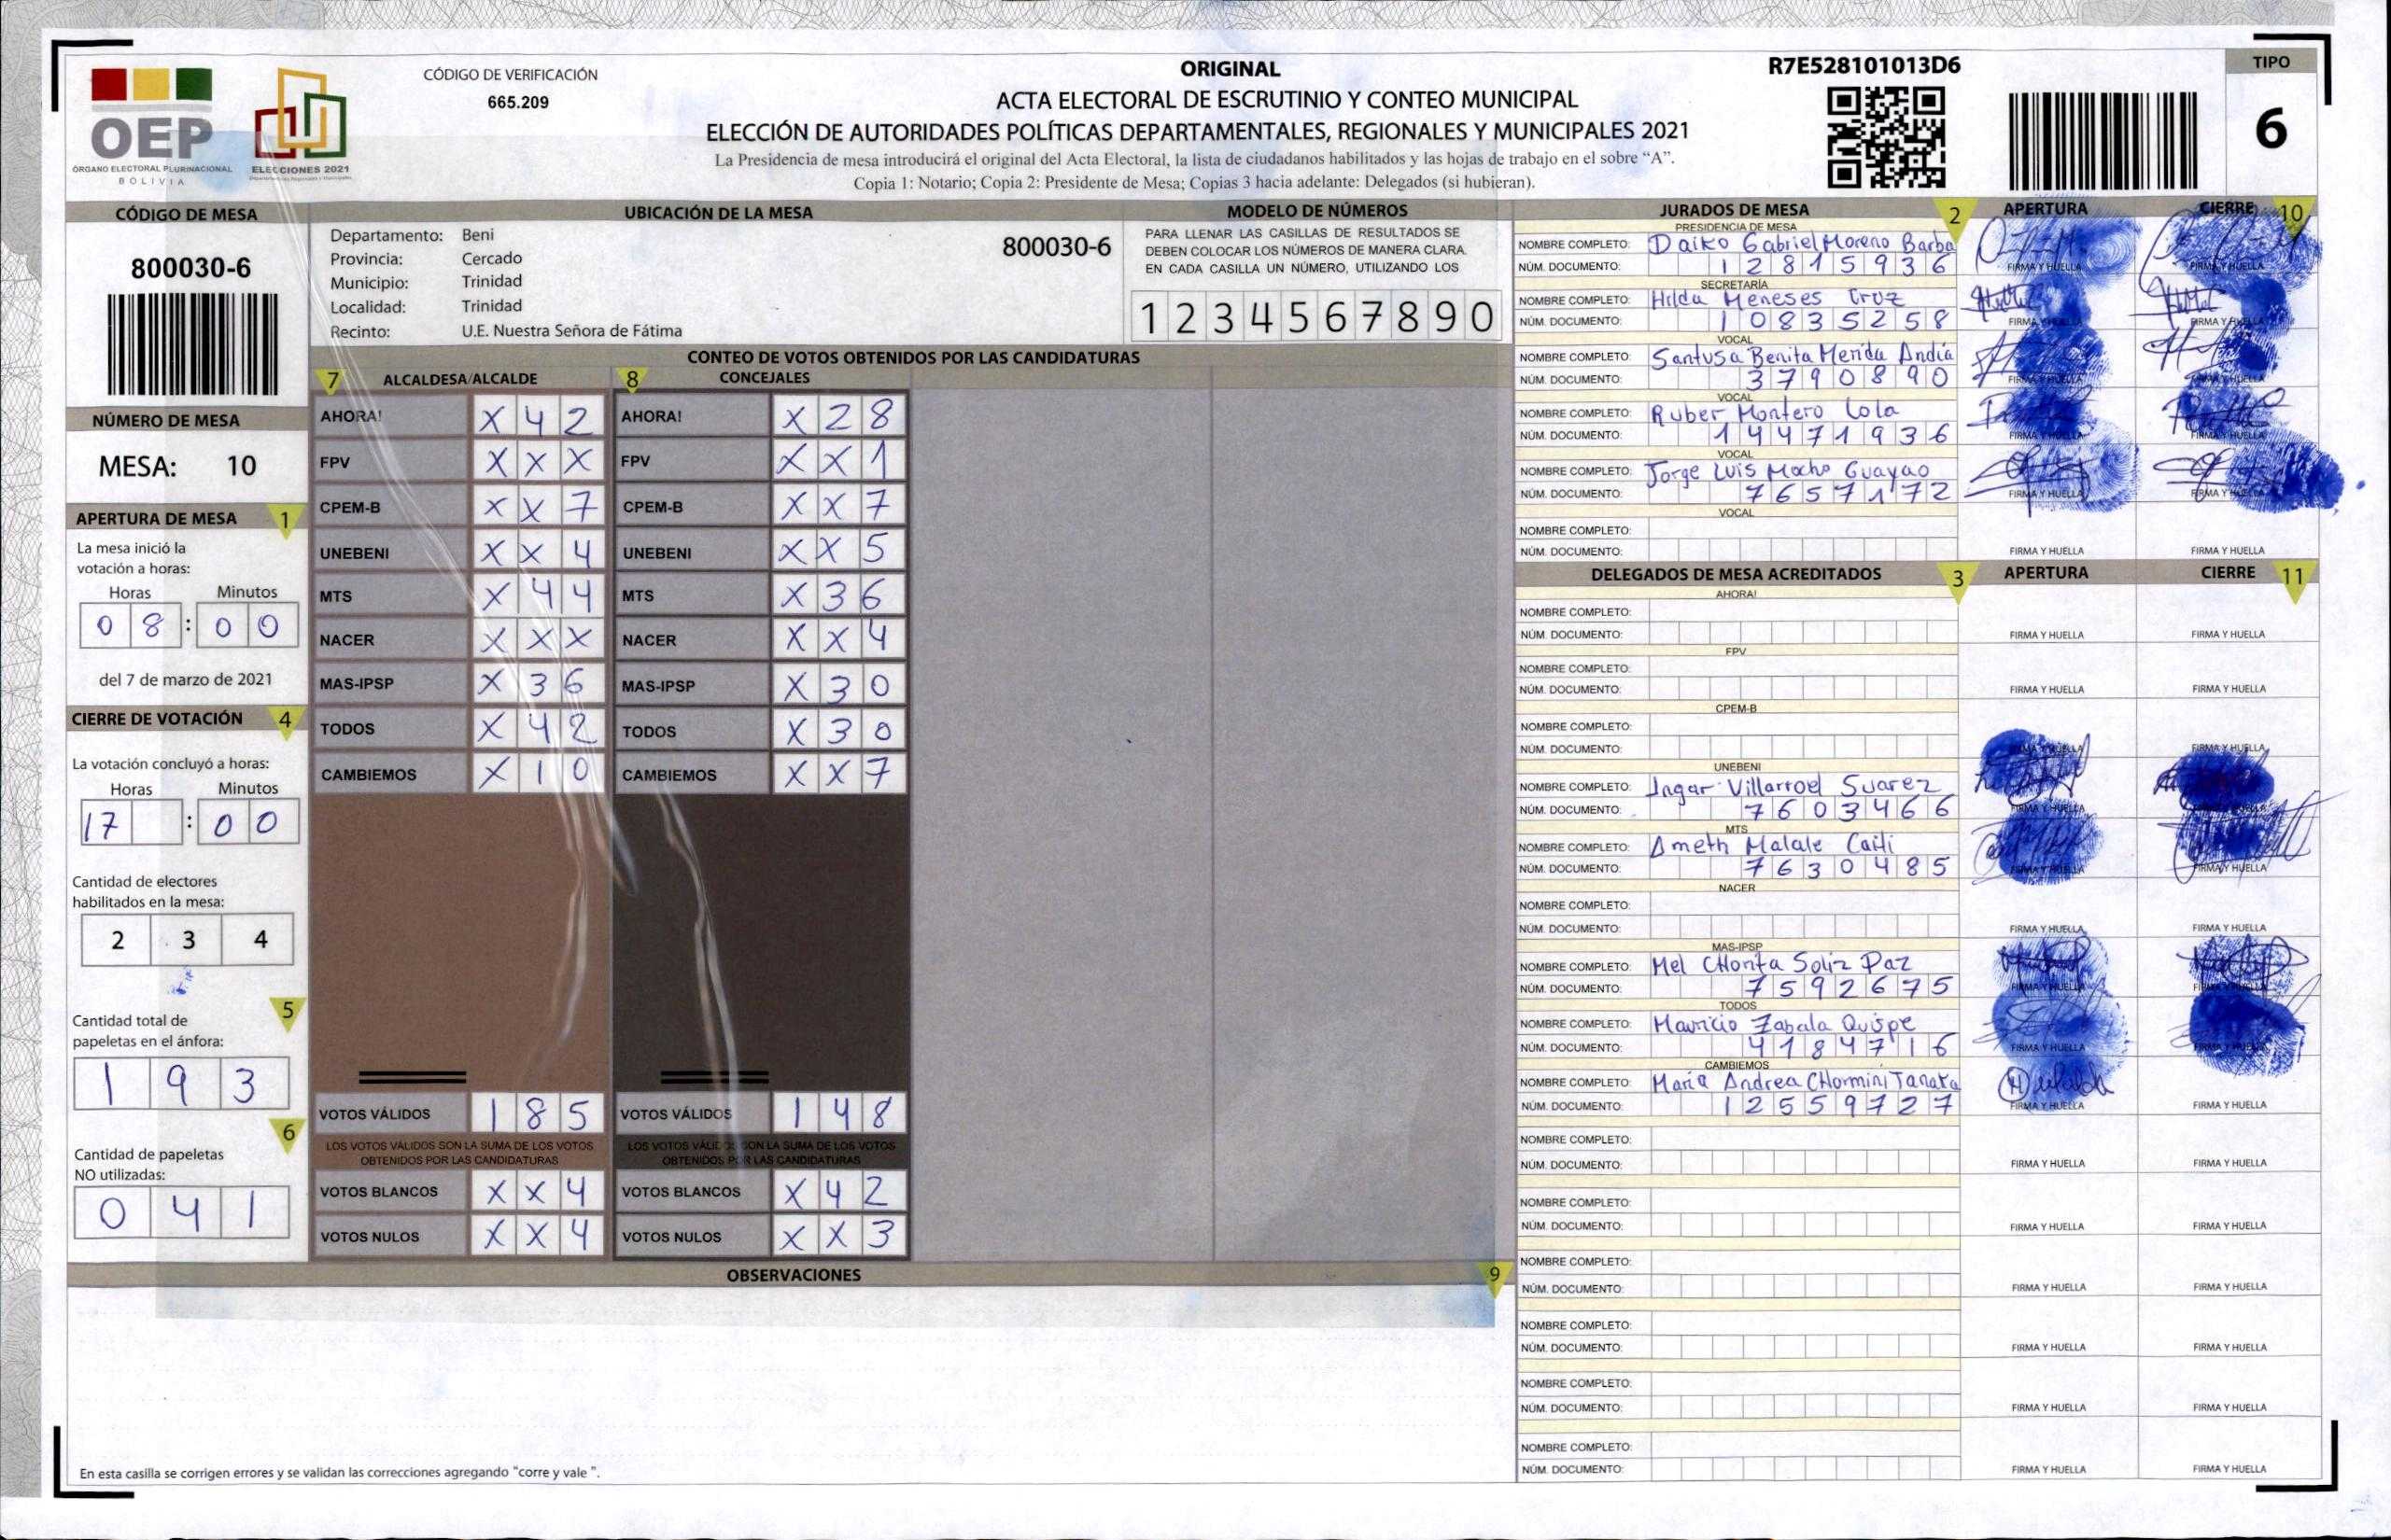 OEP
ÓRGANO ELECTORAL PLURINACIONAL
BOLIVIA
ELECCIONES 2021
CÓDIGO DE VERIFICACIÓN
665.209
ORIGINAL
ACTA ELECTORAL DE ESCRUTINIO Y CONTEO MUNICIPAL
ELECCIÓN DE AUTORIDADES POLÍTICAS DEPARTAMENTALES, REGIONALES Y MUNICIPALES 2021
La Presidencia de mesa introducirá el original del Acta Electoral, la lista de ciudadanos habilitados y las hojas de trabajo en el sobre “A”.
Copia 1: Notario; Copia 2: Presidente de Mesa; Copias 3 hacia adelante: Delegados (si hubieran).
R7E528101013D6
TIPO
6
CÓDIGO DE MESA
800030-6
NÚMERO DE MESA
MESA: 10
APERTURA DE MESA 1
La mesa inició la
votación a horas:
Horas Minutos
0 8 : 0 0
del 7 de marzo de 2021
CIERRE DE VOTACIÓN 4
La votación concluyó a horas:
Horas Minutos
17 : 0 0
Cantidad de electores
habilitados en la mesa:
2 3 4
5
Cantidad total de
papeletas en el ánfora:
1 9 3
6
Cantidad de papeletas
NO utilizadas:
0 4 1
UBICACIÓN DE LA MESA
Departamento: Beni
Provincia: Cercado
Municipio: Trinidad
Localidad: Trinidad
Recinto: U.E. Nuestra Señora de Fátima
800030-6
MODELO DE NÚMEROS
PARA LLENAR LAS CASILLAS DE RESULTADOS SE
DEBEN COLOCAR LOS NÚMEROS DE MANERA CLARA.
EN CADA CASILLA UN NÚMERO, UTILIZANDO LOS
1 2 3 4 5 6 7 8 9 0
CONTEO DE VOTOS OBTENIDOS POR LAS CANDIDATURAS
7 ALCALDESA/ALCALDE
AHORA! X 4 2
FPV X X X
CPEM-B X X 7
UNEBENI X X 4
MTS X 4 4
NACER X X X
MAS-IPSP X 3 6
TODOS X 4 2
CAMBIEMOS X 1 0
VOTOS VÁLIDOS 1 8 5
LOS VOTOS VÁLIDOS SON LA SUMA DE LOS VOTOS
OBTENIDOS POR LAS CANDIDATURAS
VOTOS BLANCOS X X 4
VOTOS NULOS X X 4
8 CONCEJALES
AHORA! X 2 8
FPV X X 1
CPEM-B X X 7
UNEBENI X X 5
MTS X 3 6
NACER X X 4
MAS-IPSP X 3 0
TODOS X 3 0
CAMBIEMOS X X 7
VOTOS VÁLIDOS 1 4 8
LOS VOTOS VÁLIDOS SON LA SUMA DE LOS VOTOS
OBTENIDOS POR LAS CANDIDATURAS
VOTOS BLANCOS X 4 2
VOTOS NULOS X X 3
OBSERVACIONES 9
En esta casilla se corrigen errores y se validan las correcciones agregando “corre y vale ”.
JURADOS DE MESA 2 APERTURA CIERRE 10
PRESIDENCIA DE MESA
NOMBRE COMPLETO: Daiko Gabriel Moreno Barba
NÚM. DOCUMENTO: 1 2 8 1 5 9 3 6 FIRMA Y HUELLA FIRMA Y HUELLA
SECRETARÍA
NOMBRE COMPLETO: Hilda Meneses Cruz
NÚM. DOCUMENTO: 1 0 8 3 5 2 5 8 FIRMA Y HUELLA FIRMA Y HUELLA
VOCAL
NOMBRE COMPLETO: Santusa Benita Merida Andia
NÚM. DOCUMENTO: 3 7 9 0 8 9 0 FIRMA Y HUELLA FIRMA Y HUELLA
VOCAL
NOMBRE COMPLETO: Ruber Montero Lola
NÚM. DOCUMENTO: 1 4 4 7 1 9 3 6 FIRMA Y HUELLA FIRMA Y HUELLA
VOCAL
NOMBRE COMPLETO: Jorge Luis Mocho Guayao
NÚM. DOCUMENTO: 7 6 5 7 1 7 2 FIRMA Y HUELLA FIRMA Y HUELLA
VOCAL
NOMBRE COMPLETO:
NÚM. DOCUMENTO: FIRMA Y HUELLA FIRMA Y HUELLA
DELEGADOS DE MESA ACREDITADOS 3 APERTURA CIERRE 11
AHORA!
NOMBRE COMPLETO:
NÚM. DOCUMENTO: FIRMA Y HUELLA FIRMA Y HUELLA
FPV
NOMBRE COMPLETO:
NÚM. DOCUMENTO: FIRMA Y HUELLA FIRMA Y HUELLA
CPEM-B
NOMBRE COMPLETO:
NÚM. DOCUMENTO: FIRMA Y HUELLA FIRMA Y HUELLA
UNEBENI
NOMBRE COMPLETO: Ingar Villarroel Suarez
NÚM. DOCUMENTO: 7 6 0 3 4 6 6 FIRMA Y HUELLA
MTS
NOMBRE COMPLETO: Ameth Malale
NÚM. DOCUMENTO: 7 6 3 0 4 8 5 FIRMA Y HUELLA FIRMA Y HUELLA
NACER
NOMBRE COMPLETO:
NÚM. DOCUMENTO: FIRMA Y HUELLA FIRMA Y HUELLA
MAS-IPSP
NOMBRE COMPLETO: Mel CHonta Soliz Paz
NÚM. DOCUMENTO: 7 5 9 2 6 7 5 FIRMA Y HUELLA FIRMA Y HUELLA
TODOS
NOMBRE COMPLETO: Mauricio Zabala Quispe
NÚM. DOCUMENTO: 4 1 8 4 7 1 6 FIRMA Y HUELLA FIRMA Y HUELLA
CAMBIEMOS
NOMBRE COMPLETO: Maria Andrea CHormini Tanaka
NÚM. DOCUMENTO: 1 2 5 5 9 7 2 7 FIRMA Y HUELLA FIRMA Y HUELLA
NOMBRE COMPLETO:
NÚM. DOCUMENTO: FIRMA Y HUELLA FIRMA Y HUELLA
NOMBRE COMPLETO:
NÚM. DOCUMENTO: FIRMA Y HUELLA FIRMA Y HUELLA
NOMBRE COMPLETO:
NÚM. DOCUMENTO: FIRMA Y HUELLA FIRMA Y HUELLA
NOMBRE COMPLETO:
NÚM. DOCUMENTO: FIRMA Y HUELLA FIRMA Y HUELLA
NOMBRE COMPLETO:
NÚM. DOCUMENTO: FIRMA Y HUELLA FIRMA Y HUELLA
NOMBRE COMPLETO:
NÚM. DOCUMENTO: FIRMA Y HUELLA FIRMA Y HUELLA